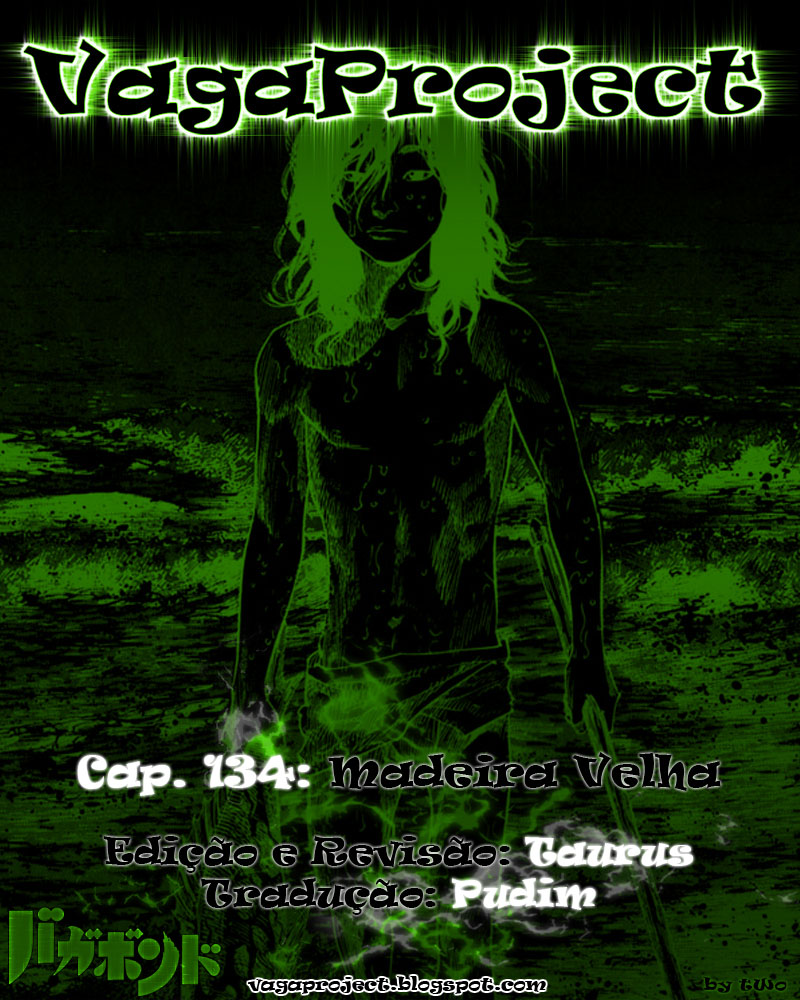 VagaProject
Cap. 134: Madeira Velha
Edição e Revisão: Taurus
Tradução: Pudim
バガボンド
vagaproject.blogspot.com
by tWo